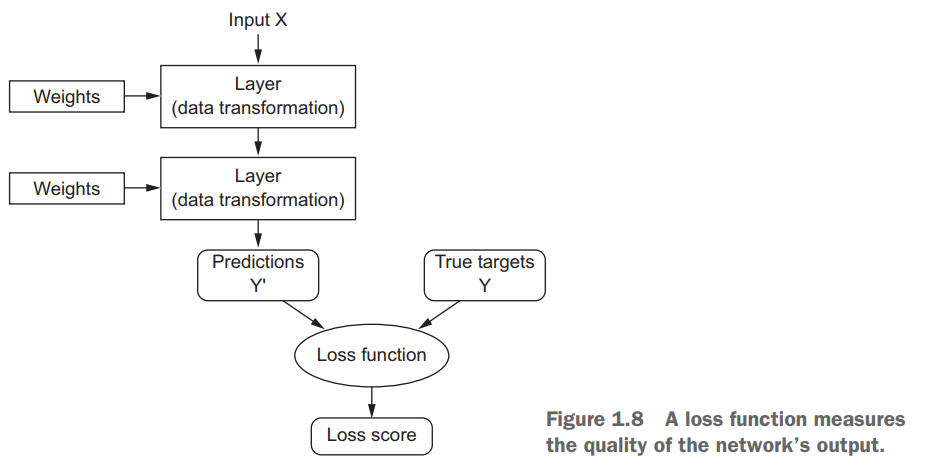 Input X
Weights
Layer
(data transformation)
Weights
Layer
(data transformation)
Predictions
Y'
True targets
Y
Loss function
Loss score
Figure 1.8 A loss function measures
the quality of the network’s output.